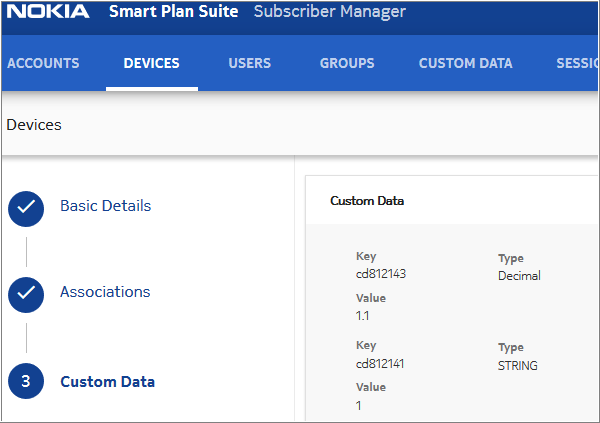 NOKIA Smart Plan Suite Subscriber Manager
ACCOUNTS DEVICES USERS GROUPS CUSTOM DATA
Devices
Basic Details
Associations
3 Custom Data
Custom Data
Key Type
cd812143 Decimal
Value
1.1
Key Type
cd812141 STRING
Value
1